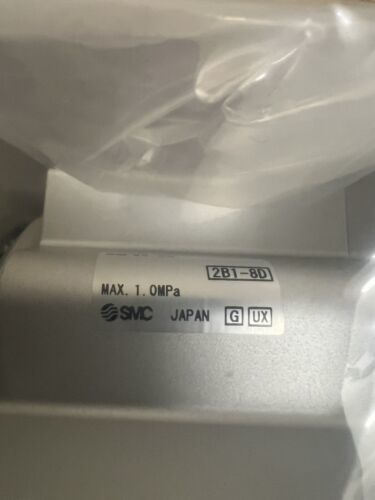 2B1-8D
MAX. 1.0MPa
SMC JAPAN G UX